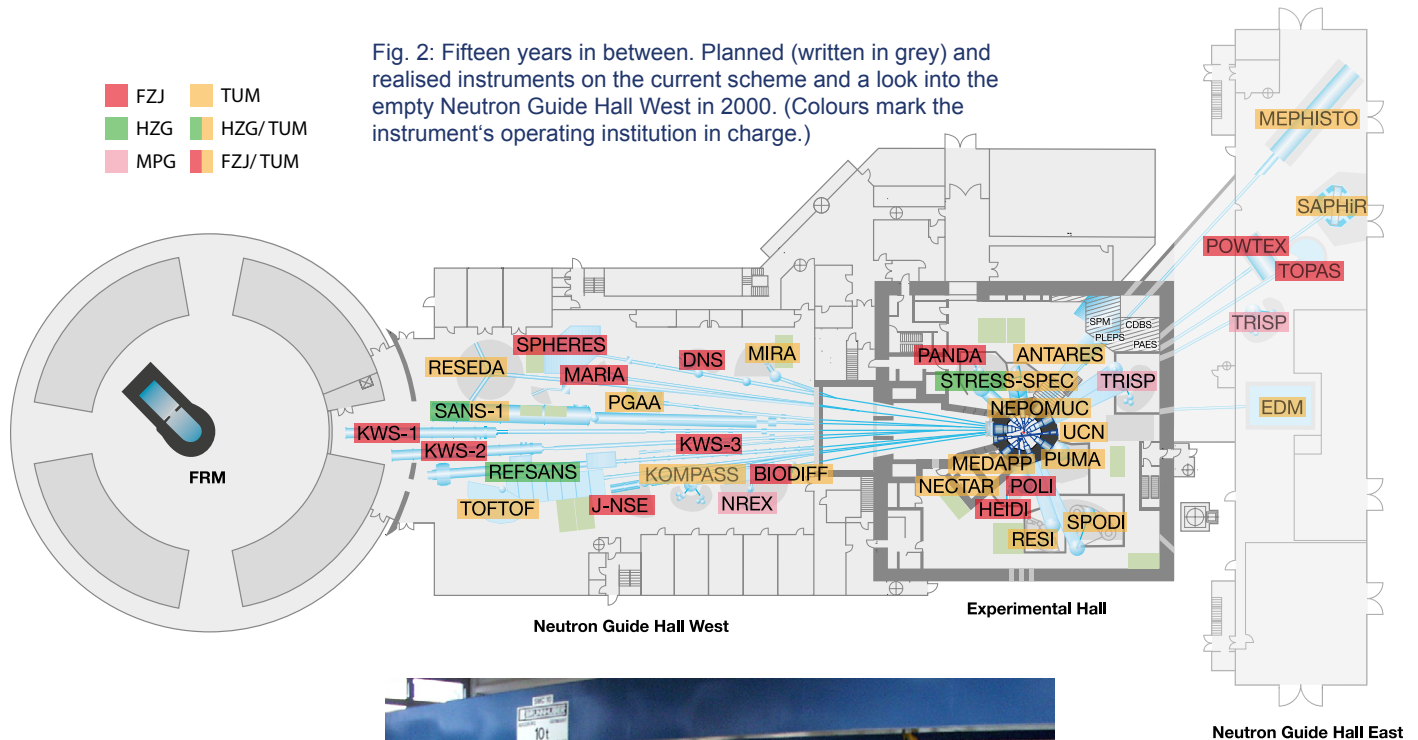 Fig. 2: Fifteen years in between. Planned (written in grey) and
realised instruments on the current scheme and a look into the
empty Neutron Guide Hall West in 2000. (Colours mark the
instrument‘s operating institution in charge.)
FZJ TUM
HZG HZG/ TUM
MPG FZJ/ TUM
MEPHISTO
SAPHiR
POWTEX
TOPAS
TRISP
EDM
SPM
CDBS
PLEPS
PAES
SPHERES
DNS
MIRA
RESEDA
MARIA
PGAA
SANS-1
KWS-1
KWS-2
KWS-3
REFSANS
KOMPASS
BIODIFF
TOFTOF
J-NSE
NREX
PANDA
ANTARES
STRESS-SPEC
TRISP
NEPOMUC
UCN
MEDAPP
PUMA
NECTAR
POLI
HEIDI
SPODI
RESI
FRM
Experimental Hall
Neutron Guide Hall West
Neutron Guide Hall East
10t